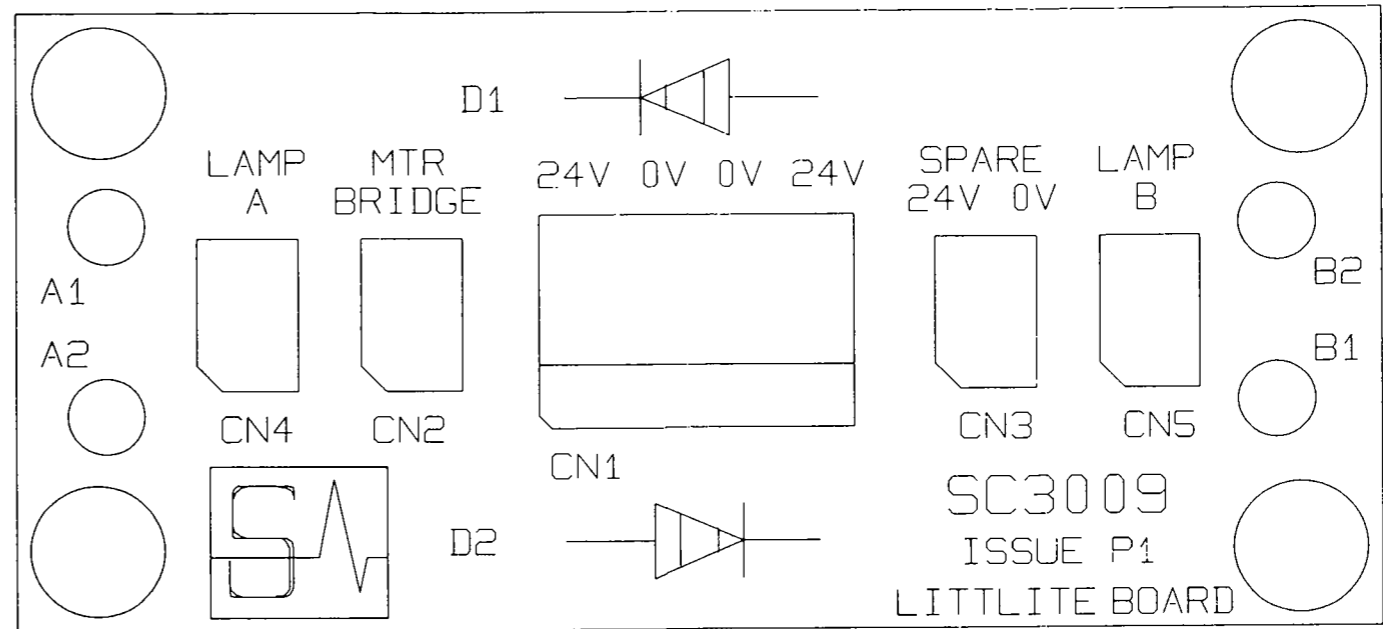 D1
LAMP A
MTR BRIDGE
24V 0V 0V 24V
SPARE 24V 0V
LAMP B
A1
A2
B2
B1
CN4
CN2
CN1
CN3
CN5
D2
SC3009
ISSUE P1
LITTLITE BOARD